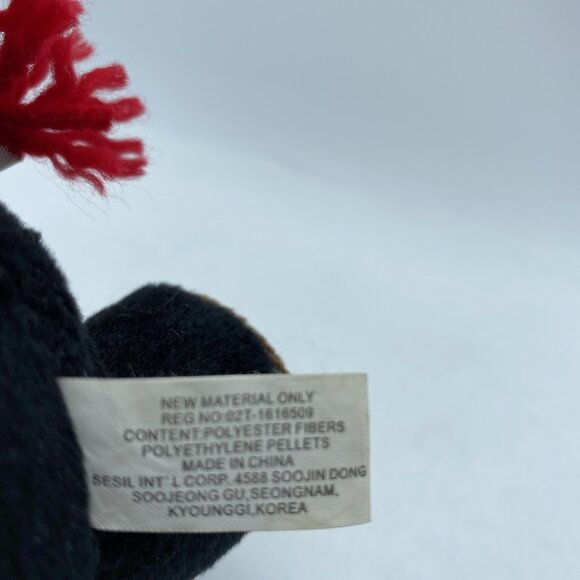 NEW MATERIAL ONLY
REG NO:02T-1616509
CONTENT:POLYESTER FIBERS
POLYETHYLENE PELLETS
MADE IN CHINA
SESIL INT'L CORP. 4588 SOOJIN DONG
SOOJEONG GU,SEONGNAM,
KYOUNGGI,KOREA